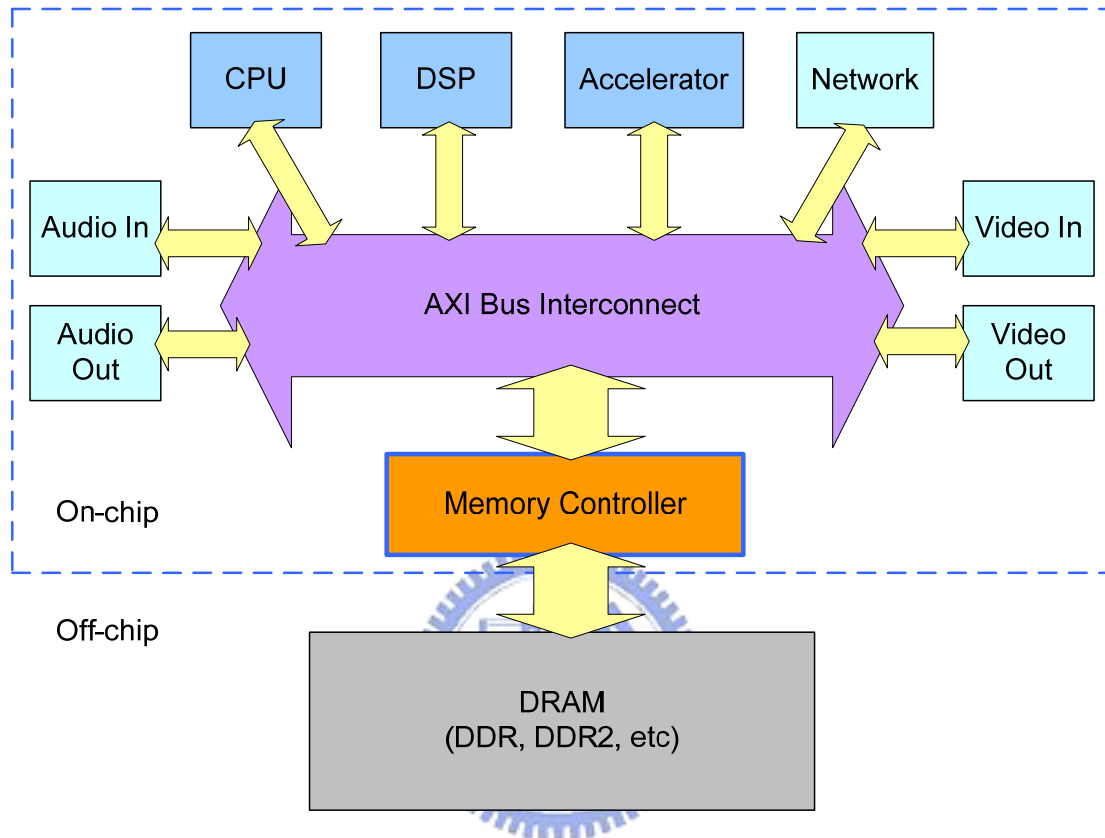 CPU
DSP
Accelerator
Network
Audio In
Video In
AXI Bus Interconnect
Audio
Out
Video
Out
Memory Controller
On-chip
Off-chip
DRAM
(DDR, DDR2, etc)